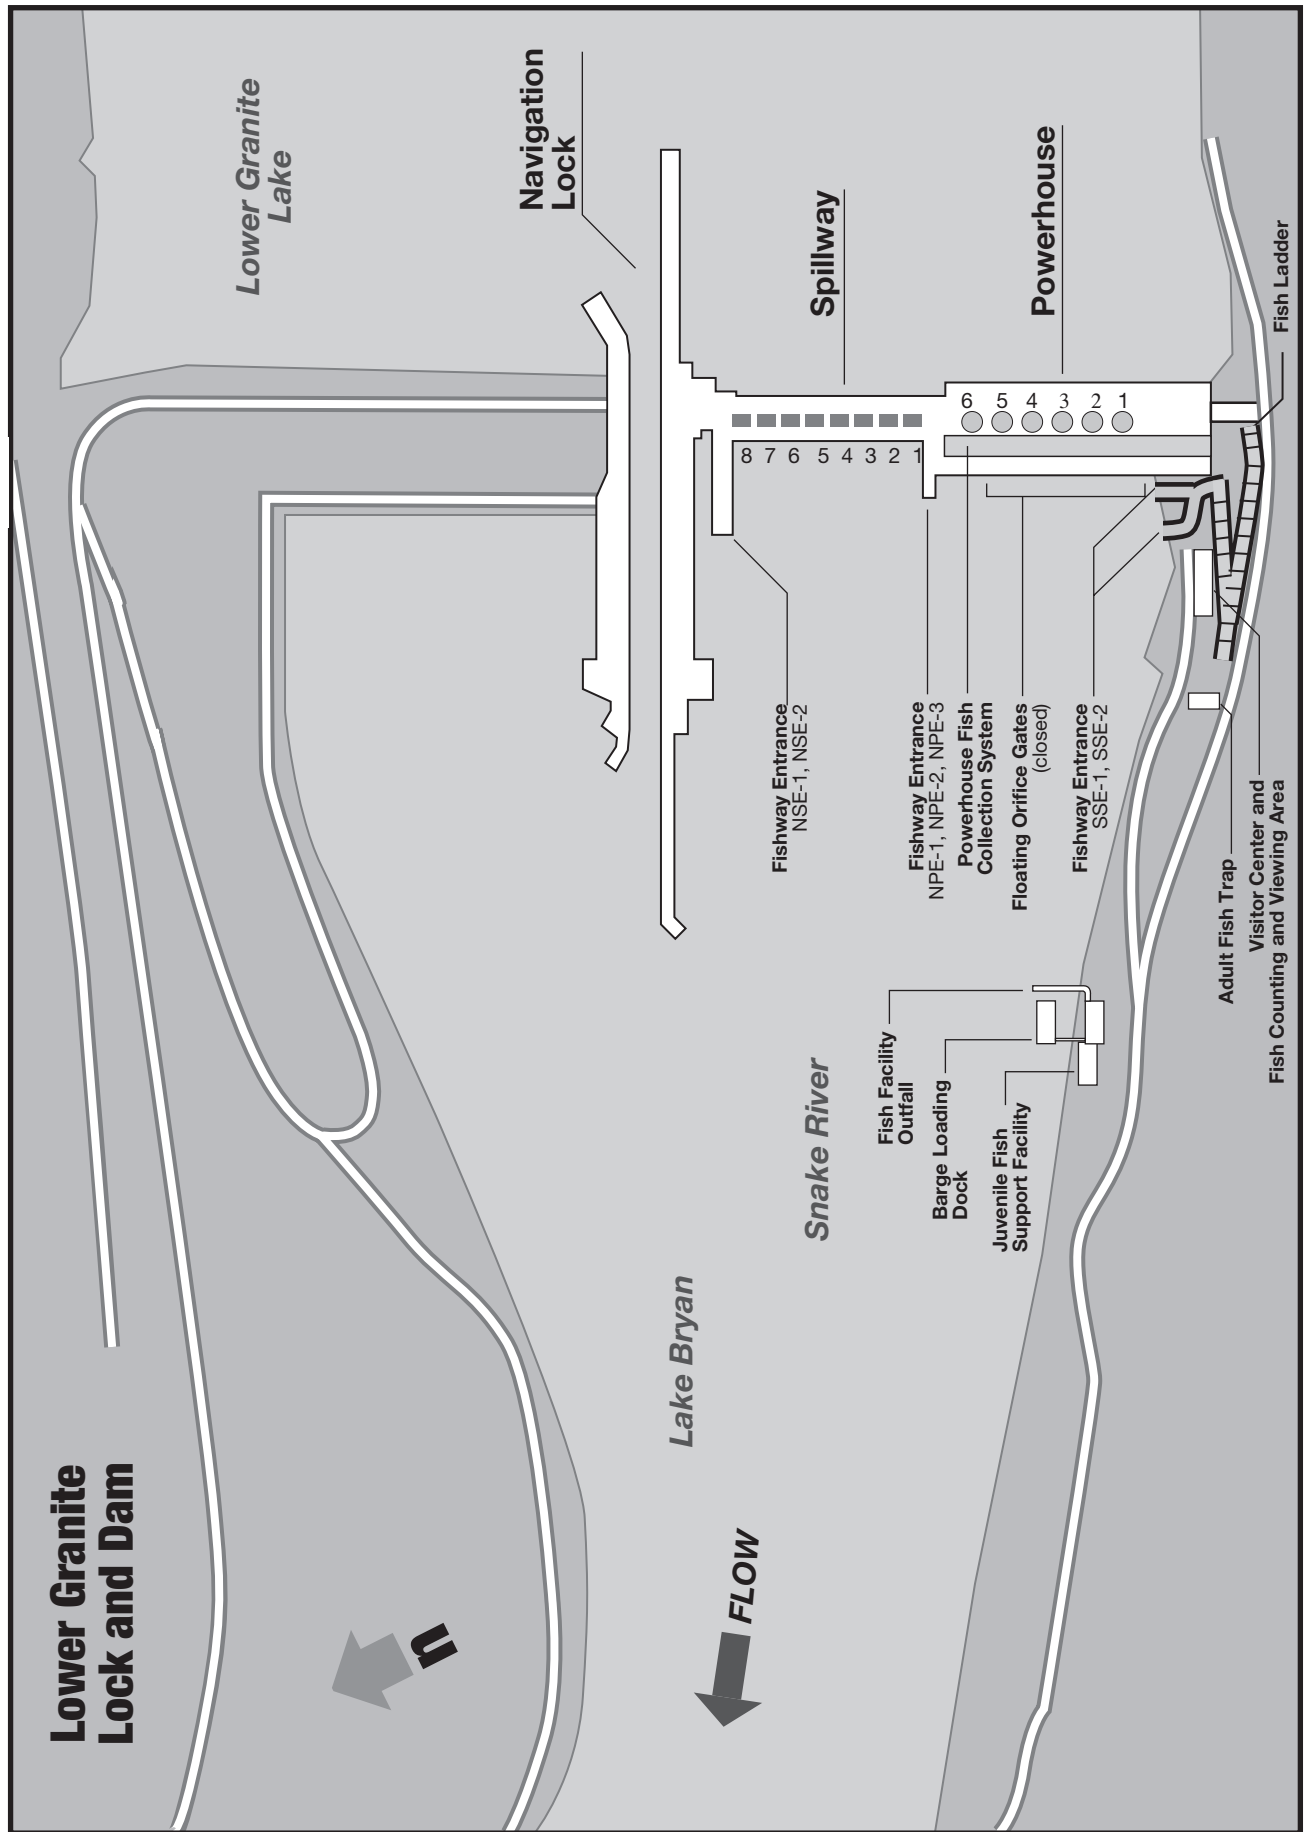 Lower Granite
Lock and Dam
n
FLOW
Lake Bryan
Snake River
Lower Granite
Lake
Navigation
Lock
Spillway
Powerhouse
Fish Ladder
8 7 6 5 4 3 2 1
6 5 4 3 2 1
Fishway Entrance
NSE-1, NSE-2
Fishway Entrance
NPE-1, NPE-2, NPE-3
Powerhouse Fish
Collection System
Floating Orifice Gates
(closed)
Fishway Entrance
SSE-1, SSE-2
Fish Facility
Outfall
Barge Loading
Dock
Juvenile Fish
Support Facility
Adult Fish Trap
Visitor Center and
Fish Counting and Viewing Area